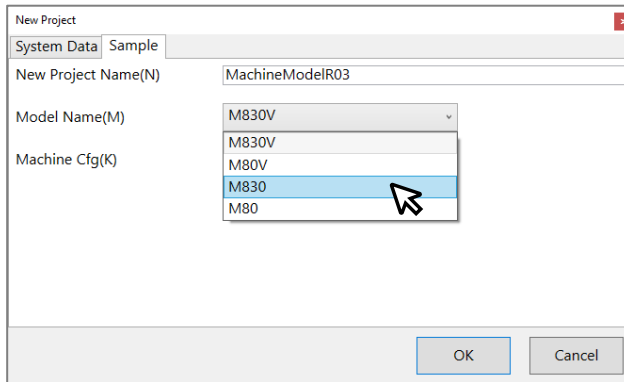 New Project
System Data Sample
New Project Name(N) MachineModelR03
Model Name(M) M830V
M830V
Machine Cfg(K) M80V
M830
M80
OK Cancel